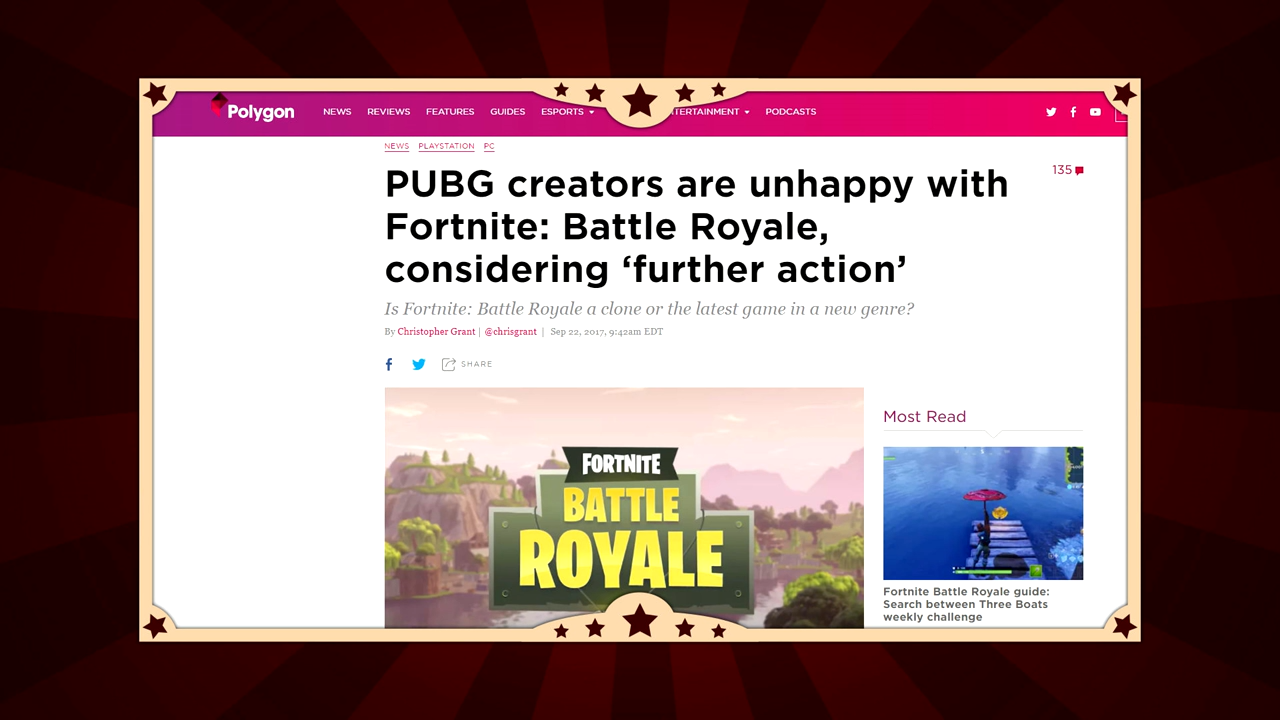 Polygon NEWS REVIEWS FEATURES GUIDES ESPORTS TERTAINMENT PODCASTS
NEWS PLAYSTATION PC
135
PUBG creators are unhappy with
Fortnite: Battle Royale,
considering ‘further action’
Is Fortnite: Battle Royale a clone or the latest game in a new genre?
By Christopher Grant | @chrisgrant | Sep 22, 2017, 9:42am EDT
SHARE
FORTNITE
BATTLE
ROYALE
Most Read
Fortnite Battle Royale guide:
Search between Three Boats
weekly challenge